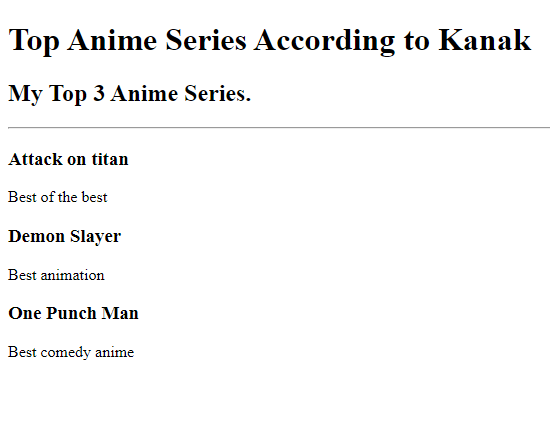 Top Anime Series According to Kanak
My Top 3 Anime Series.
Attack on titan
Best of the best
Demon Slayer
Best animation
One Punch Man
Best comedy anime